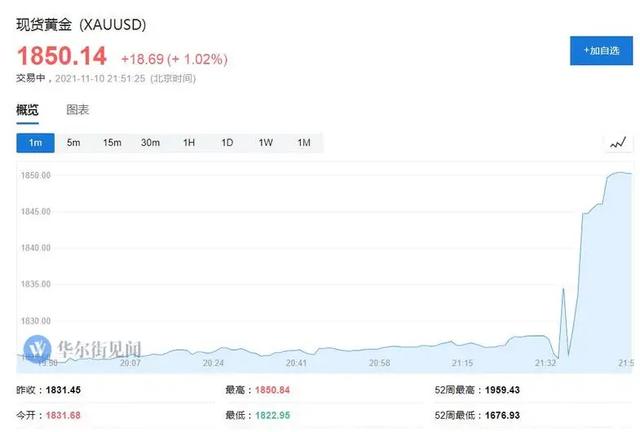 现货黄金 (XAUUSD)
1850.14 +18.69 (+ 1.02%)
+加自选
交易中，2021-11-10 21:51:25 (北京时间)
概览 图表
1m 5m 15m 30m 1H 1D 1W 1M
1850.00
1845.00
1840.00
1835.00
1830.00
华尔街见闻
19:50 20:07 20:24 20:41 20:58 21:15 21:32
昨收：1831.45 最高：1850.84 52周最高：1959.43
今开：1831.68 最低：1822.95 52周最低：1676.93